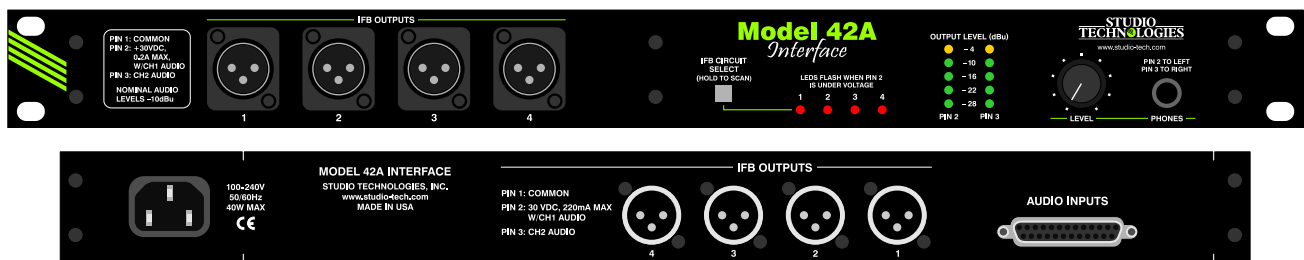 IFB OUTPUTS
PIN 1: COMMON
PIN 2: +30VDC,
0.2A MAX,
W/CH1 AUDIO
PIN 3: CH2 AUDIO
NOMINAL AUDIO
LEVELS –10dBu
1 2 3 4
Model 42A
Interface
IFB CIRCUIT
SELECT
(HOLD TO SCAN)
LEDS FLASH WHEN PIN 2
IS UNDER VOLTAGE
1 2 3 4
OUTPUT LEVEL (dBu)
– 4
–10
–16
–22
–28
PIN 2 PIN 3
STUDIO
TECHNOLOGIES
www.studio-tech.com
PIN 2 TO LEFT
PIN 3 TO RIGHT
LEVEL PHONES
100-240V
50/60Hz
40W MAX
CE
MODEL 42A INTERFACE
STUDIO TECHNOLOGIES, INC.
www.studio-tech.com
MADE IN USA
IFB OUTPUTS
PIN 1: COMMON
PIN 2: 30 VDC, 220mA MAX
W/CH1 AUDIO
PIN 3: CH2 AUDIO
4 3 2 1
AUDIO INPUTS